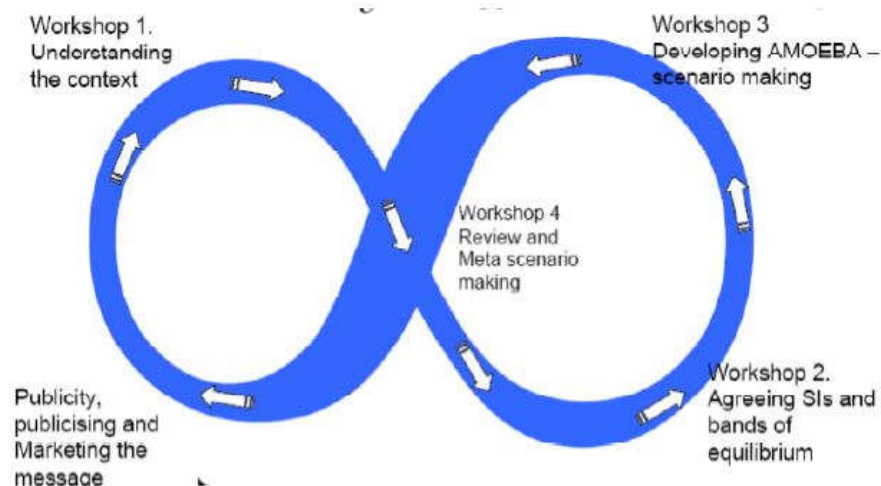 Workshop 1.
Understanding
the context
Workshop 3
Developing AMOEBA –
scenario making
Workshop 4
Review and
Meta scenario
making
Workshop 2.
Agreeing SIs and
bands of
equilibrium
Publicity,
publicising and
Marketing the
message